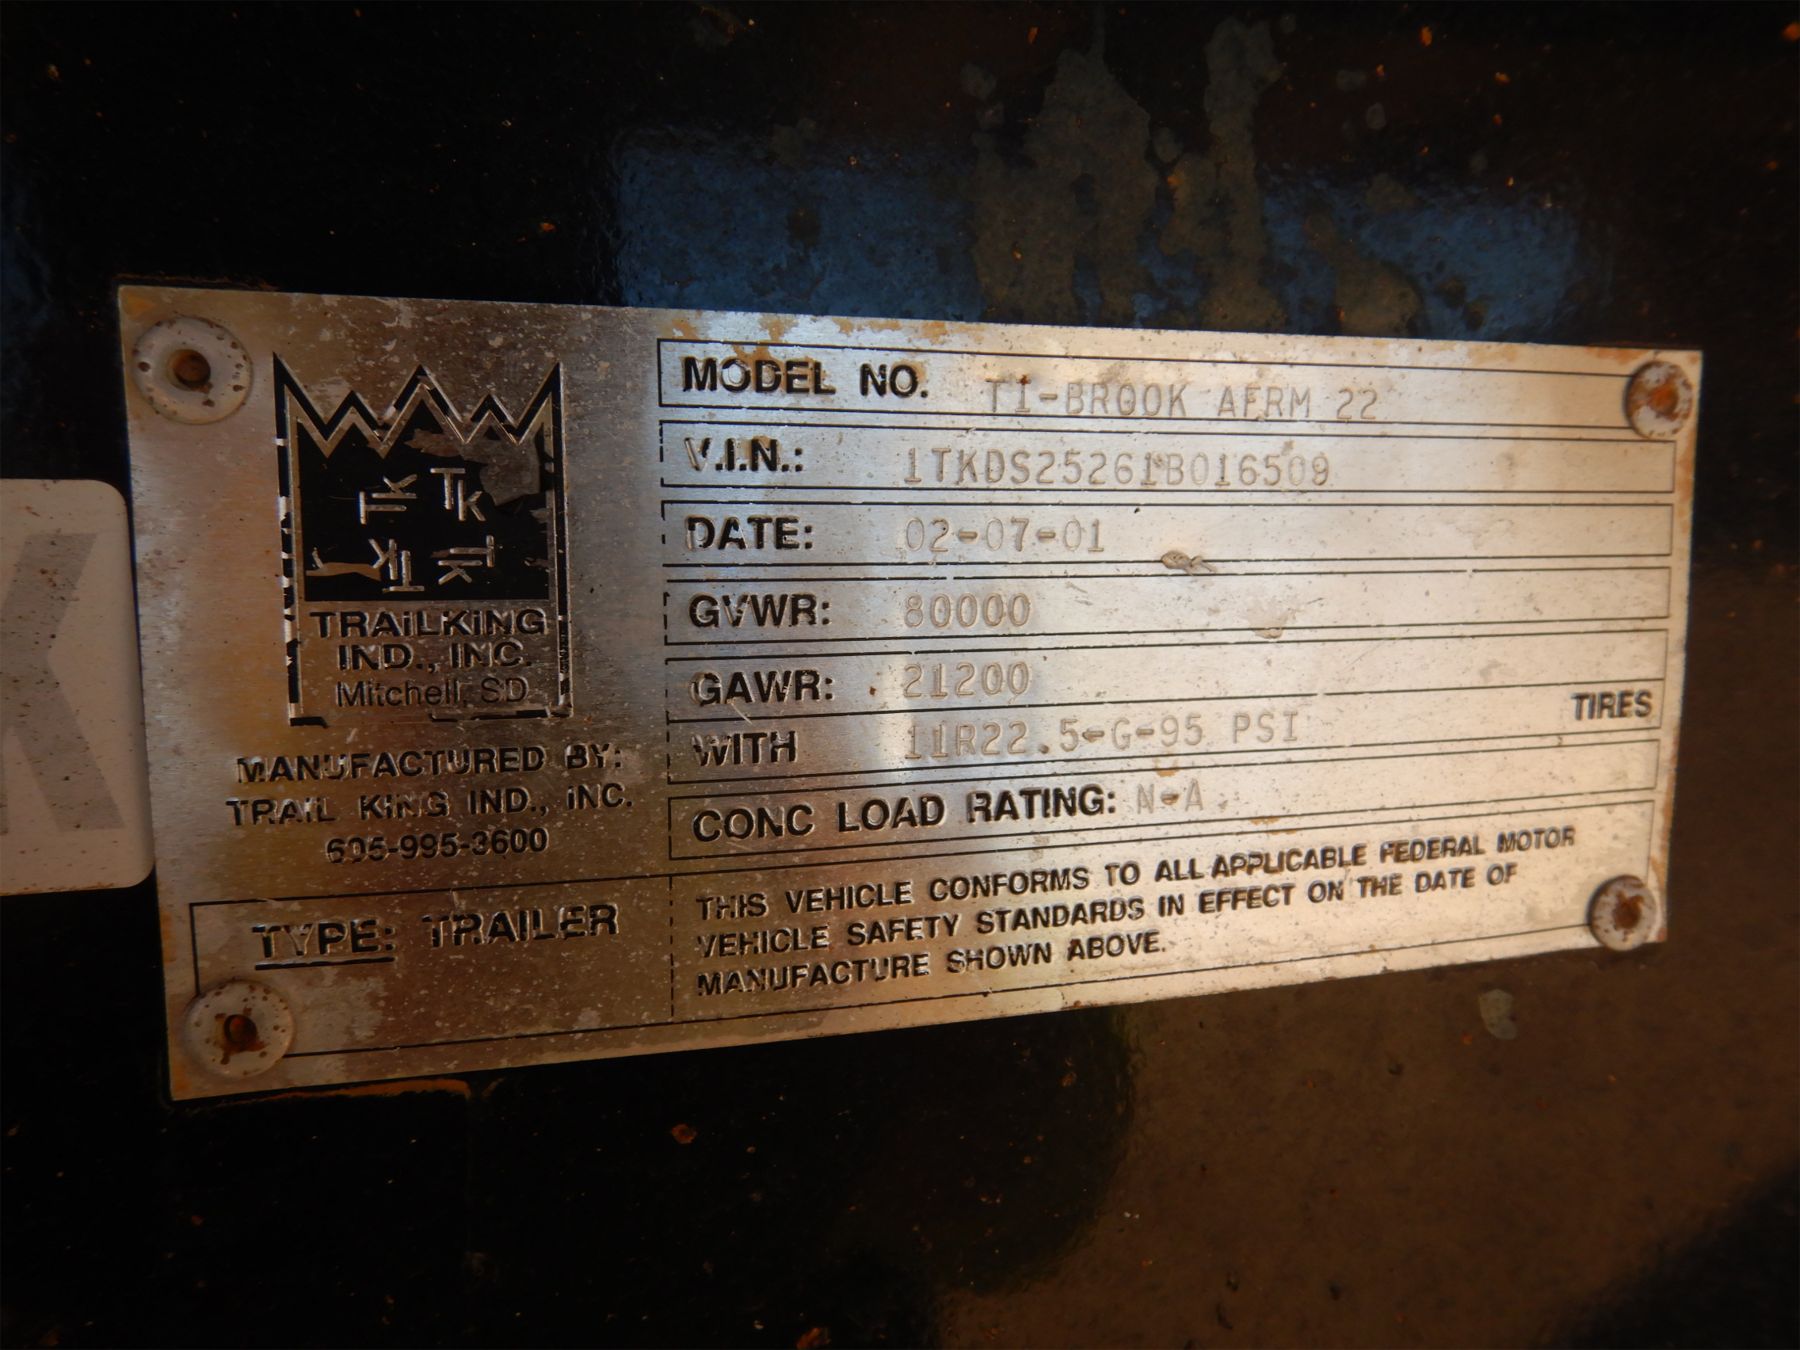 TK TK
TK TK
TRAILKING
IND., INC.
Mitchell, SD
MANUFACTURED BY:
TRAIL KING IND., INC.
605-995-3600
TYPE: TRAILER
MODEL NO. TI-BROOK AFRM 22
V.I.N.: 1TKDS25261B016509
DATE: 02-07-01
GVWR: 80000
GAWR: 21200
WITH 11R22.5-G-95 PSI TIRES
CONC LOAD RATING: N-A
THIS VEHICLE CONFORMS TO ALL APPLICABLE FEDERAL MOTOR
VEHICLE SAFETY STANDARDS IN EFFECT ON THE DATE OF
MANUFACTURE SHOWN ABOVE.